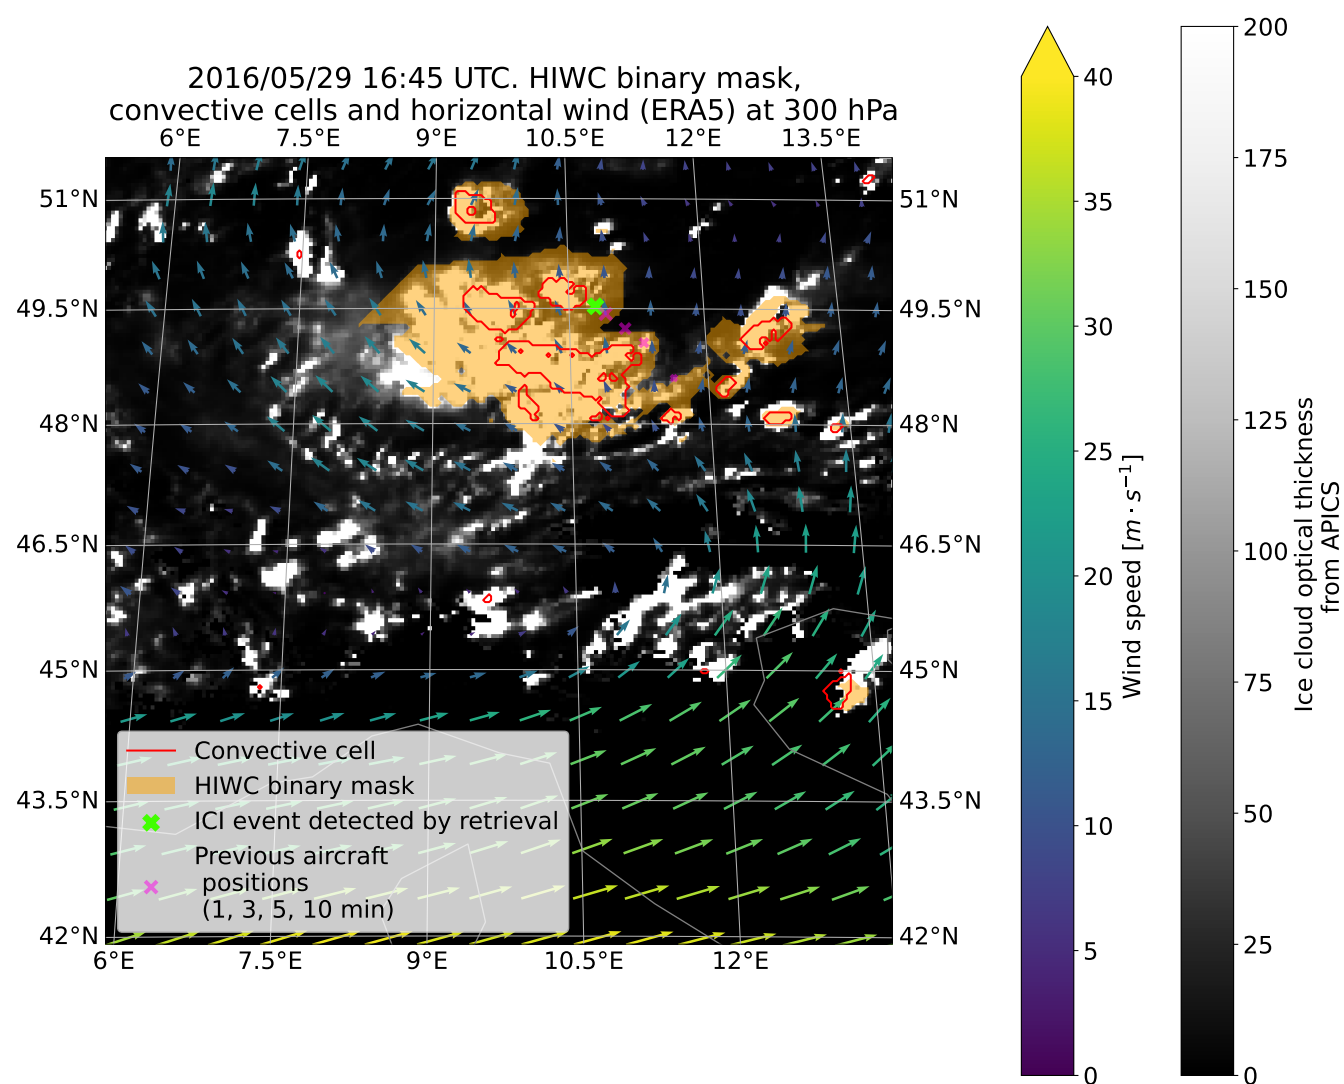 2016/05/29 16:45 UTC. HIWC binary mask,
convective cells and horizontal wind (ERA5) at 300 hPa
6°E 7.5°E 9°E 10.5°E 12°E 13.5°E
51°N 51°N
49.5°N 49.5°N
48°N 48°N
46.5°N 46.5°N
45°N 45°N
43.5°N 43.5°N
42°N 42°N
6°E 7.5°E 9°E 10.5°E 12°E
Convective cell
HIWC binary mask
ICI event detected by retrieval
Previous aircraft
positions
(1, 3, 5, 10 min)
40
35
30
25
20
15
10
5
0
Wind speed [m · s⁻¹]
200
175
150
125
100
75
50
25
0
Ice cloud optical thickness
from APICS